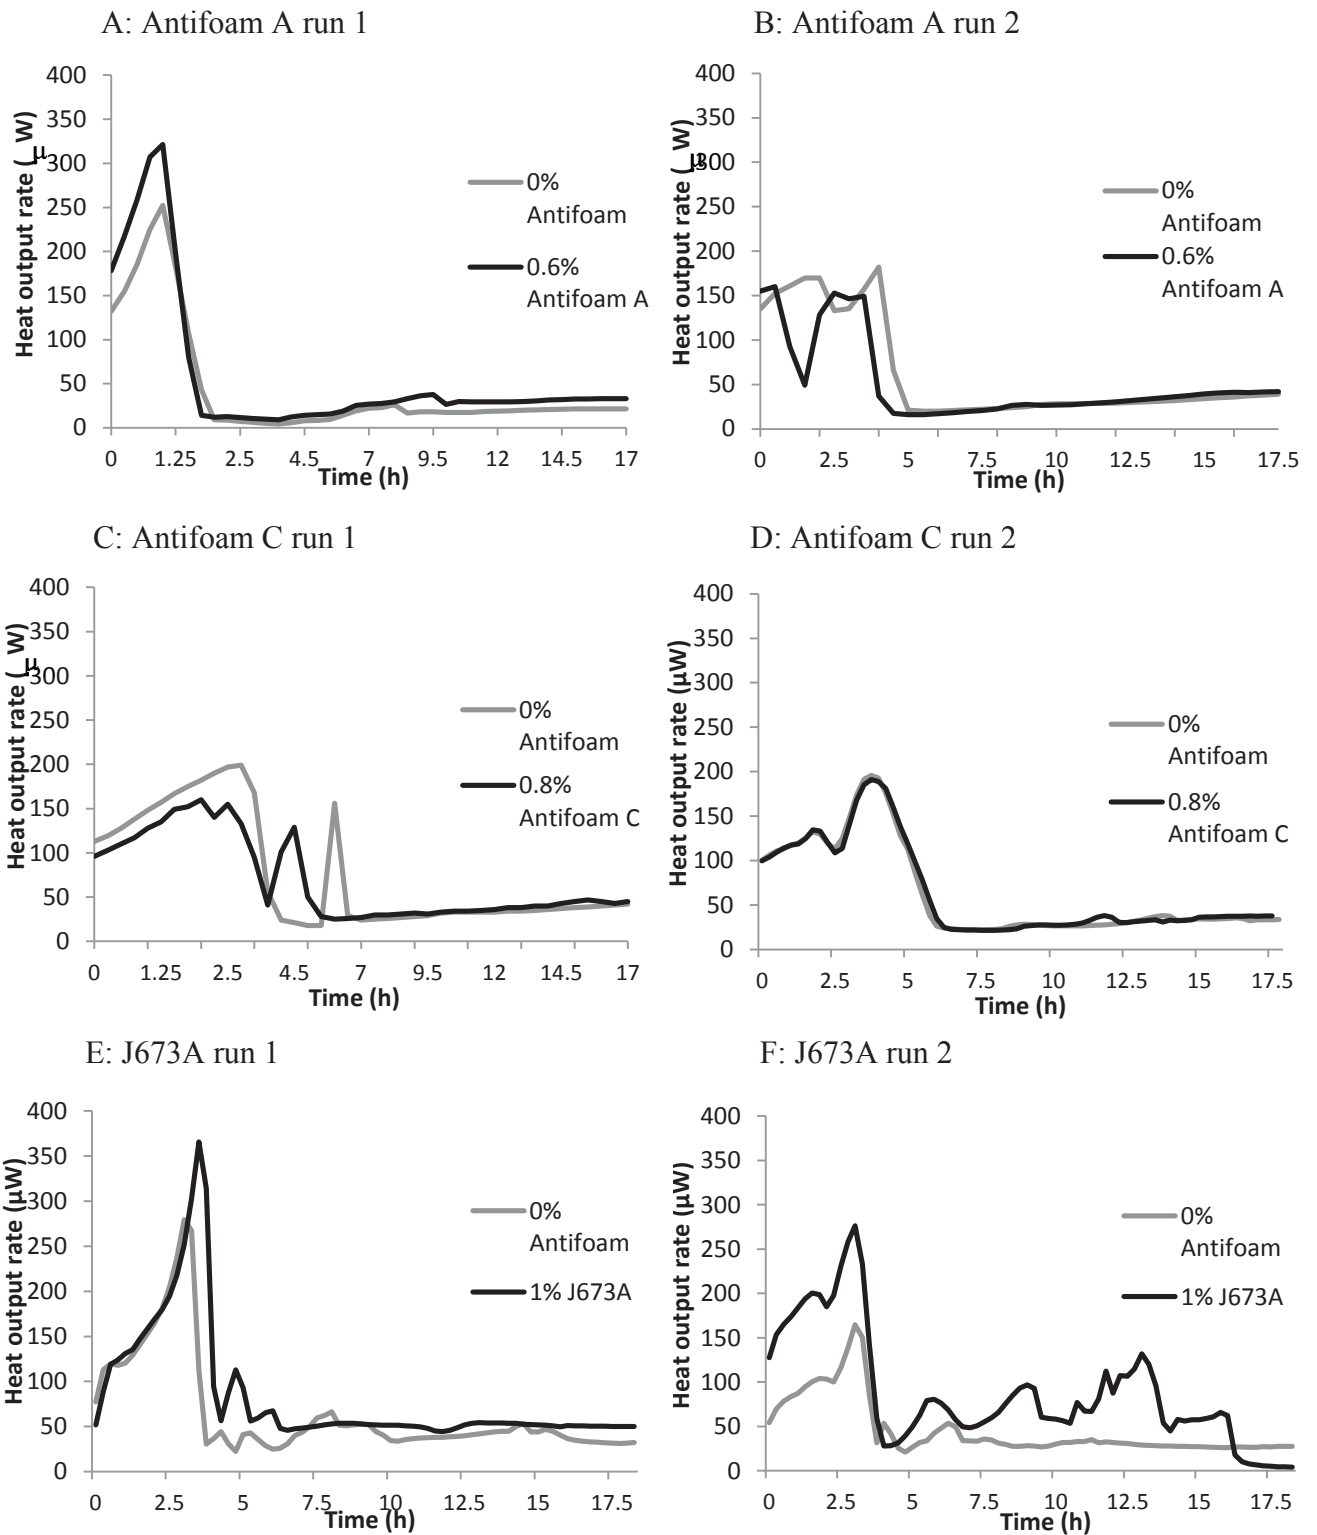 A: Antifoam A run 1
Heat output rate (_W)
μ
400
350
300
250
200
150
100
50
0
0 1.25 2.5 4.5 7 9.5 12 14.5 17
Time (h)
0%
Antifoam
0.6%
Antifoam A
B: Antifoam A run 2
Heat output rate (_W)
μ
400
350
300
250
200
150
100
50
0
0 2.5 5 7.5 10 12.5 15 17.5
Time (h)
0%
Antifoam
0.6%
Antifoam A
C: Antifoam C run 1
Heat output rate (_W)
μ
400
350
300
250
200
150
100
50
0
0 1.25 2.5 4.5 7 9.5 12 14.5 17
Time (h)
0%
Antifoam
0.8%
Antifoam C
D: Antifoam C run 2
Heat output rate (μW)
400
350
300
250
200
150
100
50
0
0 2.5 5 7.5 10 12.5 15 17.5
Time (h)
0%
Antifoam
0.8%
Antifoam C
E: J673A run 1
Heat output rate (μW)
400
350
300
250
200
150
100
50
0
0 2.5 5 7.5 10 12.5 15 17.5
Time (h)
0%
Antifoam
1% J673A
F: J673A run 2
Heat output rate (μW)
400
350
300
250
200
150
100
50
0
0 2.5 5 7.5 10 12.5 15 17.5
Time (h)
0%
Antifoam
1% J673A